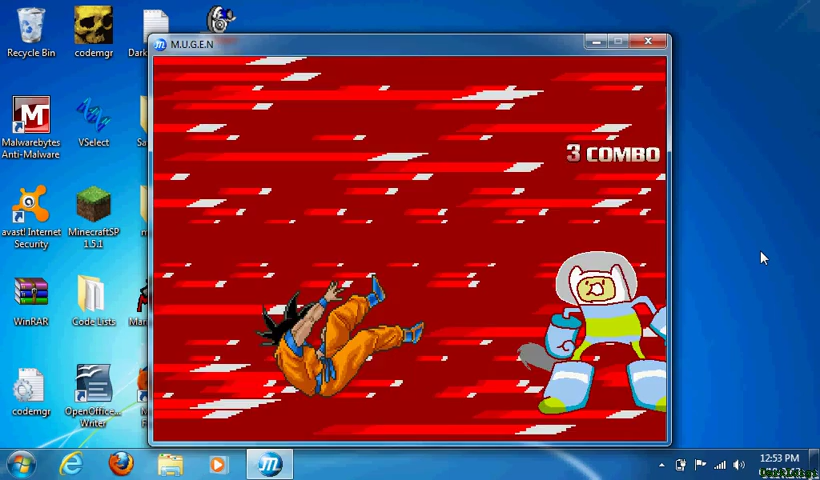 M.U.G.E.N
3 COMBO
Recycle Bin
codemgr
Dark
Malwarebytes
Anti-Malware
VSelect
avast! Internet
Security
MinecraftSP
1.5.1
WinRAR
Code Lists
codemgr
OpenOffice...
Writer
12:53 PM